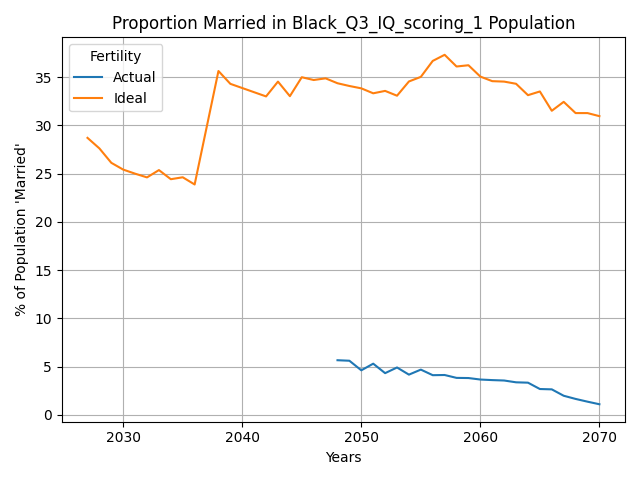 Proportion Married in Black_Q3_IQ_scoring_1 Population
Fertility
Actual
Ideal
% of Population 'Married'
35
30
25
20
15
10
5
0
2030
2040
2050
2060
2070
Years